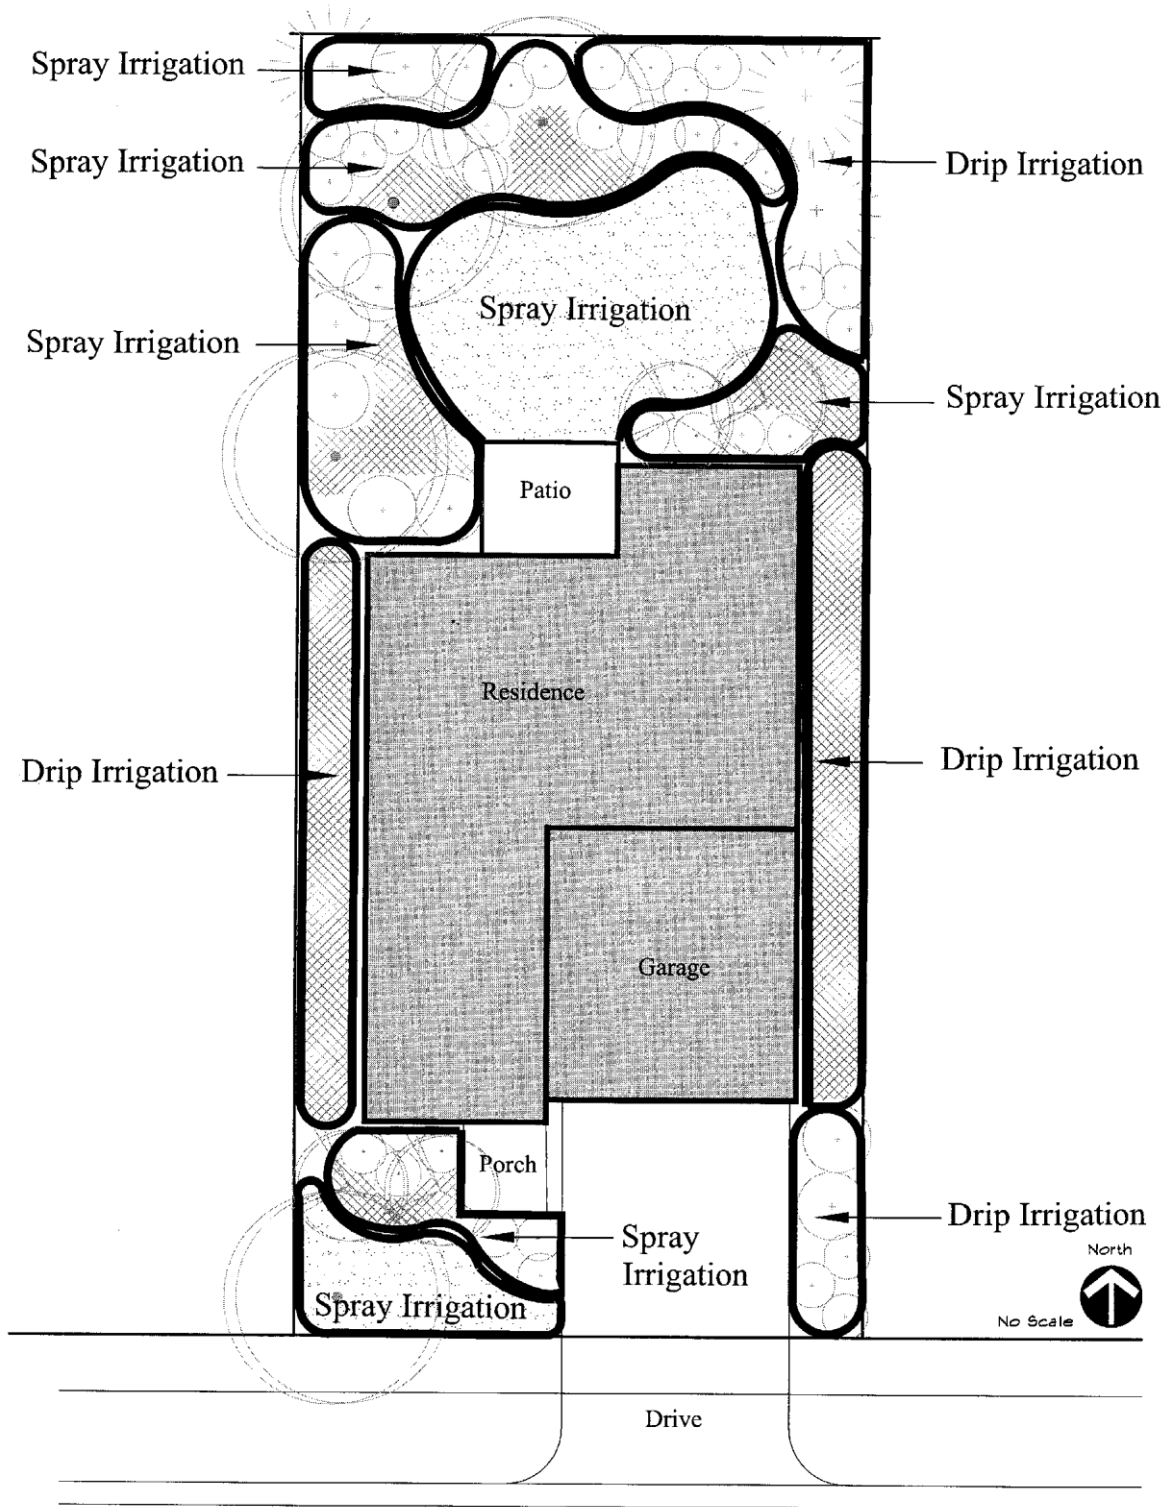 Spray Irrigation
Spray Irrigation
Drip Irrigation
Spray Irrigation
Spray Irrigation
Spray Irrigation
Patio
Residence
Drip Irrigation
Drip Irrigation
Garage
Porch
Drip Irrigation
Spray
Irrigation
North
Spray Irrigation
No Scale
Drive